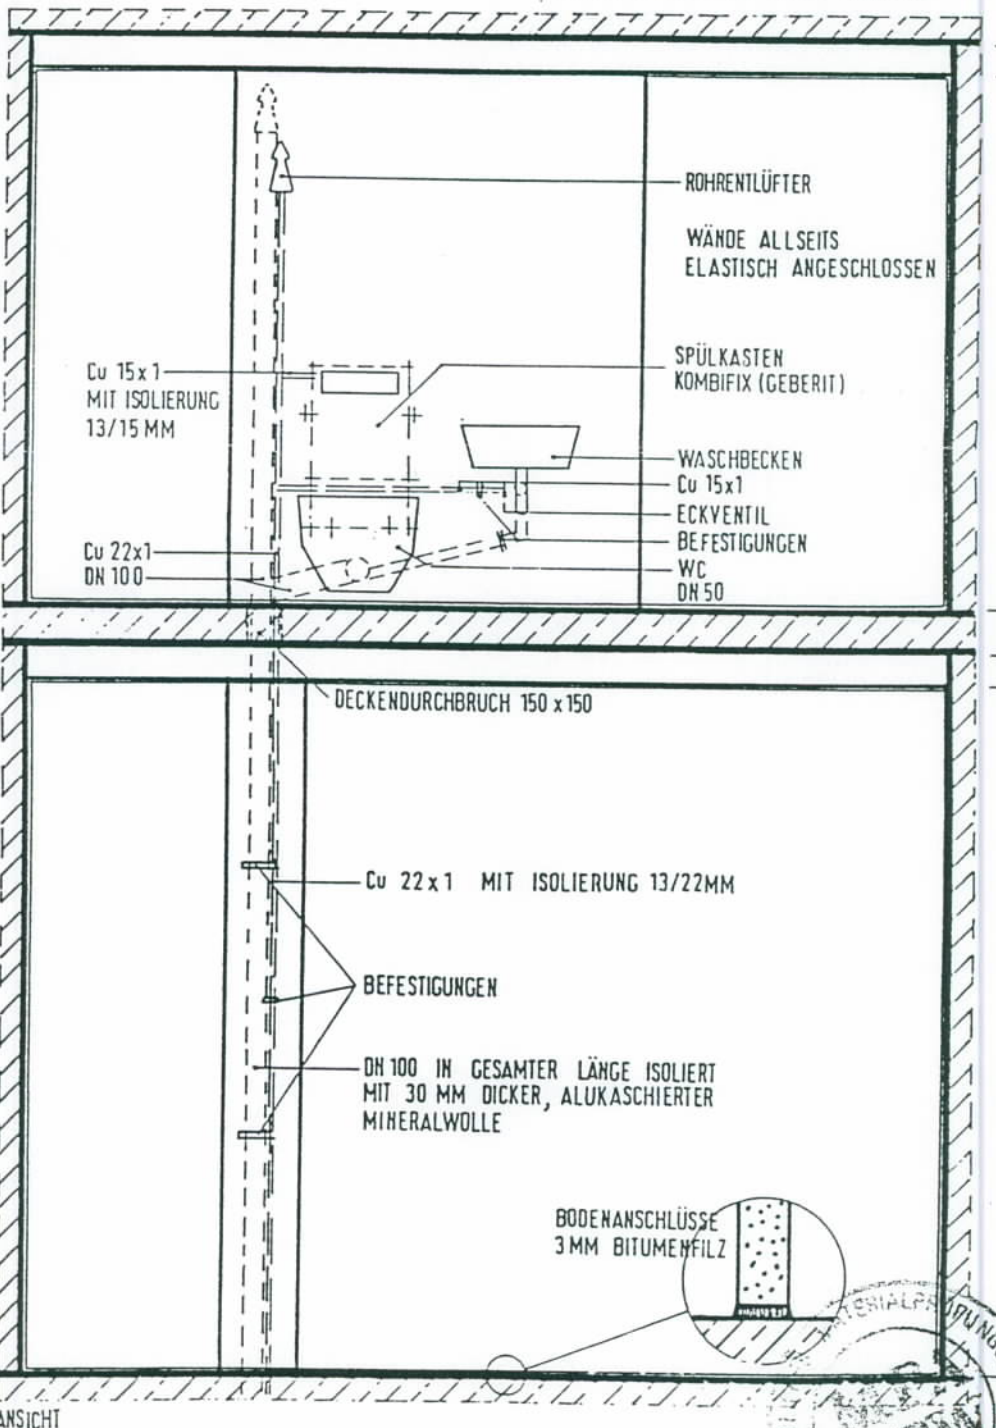 ROHRENTLÜFTER
WÄNDE ALLSEITS
ELASTISCH ANGESCHLOSSEN
Cu 15x1
MIT ISOLIERUNG
13/15 MM
SPÜLKASTEN
KOMBIFIX (GEBERIT)
WASCHBECKEN
Cu 15x1
ECKVENTIL
BEFESTIGUNGEN
WC
DN 50
Cu 22x1
DN 100
DECKENDURCHBRUCH 150 x 150
Cu 22x1 MIT ISOLIERUNG 13/22MM
BEFESTIGUNGEN
DN 100 IN GESAMTER LÄNGE ISOLIERT
MIT 30 MM DICKER, ALUKASCHIERTER
MINERALWOLLE
BODENANSCHLÜSSE
3 MM BITUMENFILZ
ANSICHT